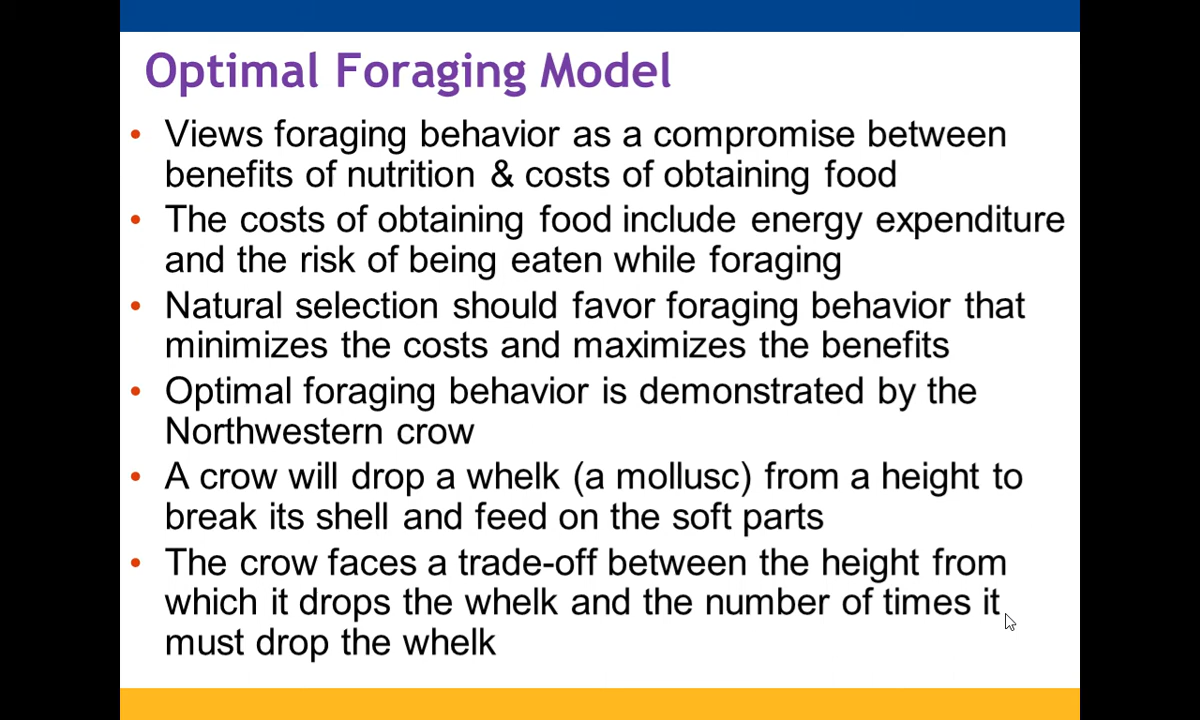 Optimal Foraging Model
• Views foraging behavior as a compromise between
benefits of nutrition & costs of obtaining food
• The costs of obtaining food include energy expenditure
and the risk of being eaten while foraging
• Natural selection should favor foraging behavior that
minimizes the costs and maximizes the benefits
• Optimal foraging behavior is demonstrated by the
Northwestern crow
• A crow will drop a whelk (a mollusc) from a height to
break its shell and feed on the soft parts
• The crow faces a trade-off between the height from
which it drops the whelk and the number of times it
must drop the whelk